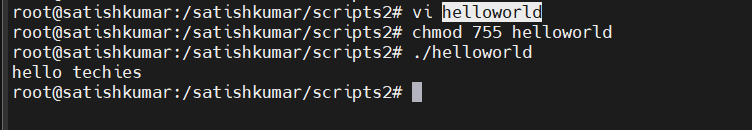 root@satishkumar:/satishkumar/scripts2# vi helloworld
root@satishkumar:/satishkumar/scripts2# chmod 755 helloworld
root@satishkumar:/satishkumar/scripts2# ./helloworld
hello techies
root@satishkumar:/satishkumar/scripts2#